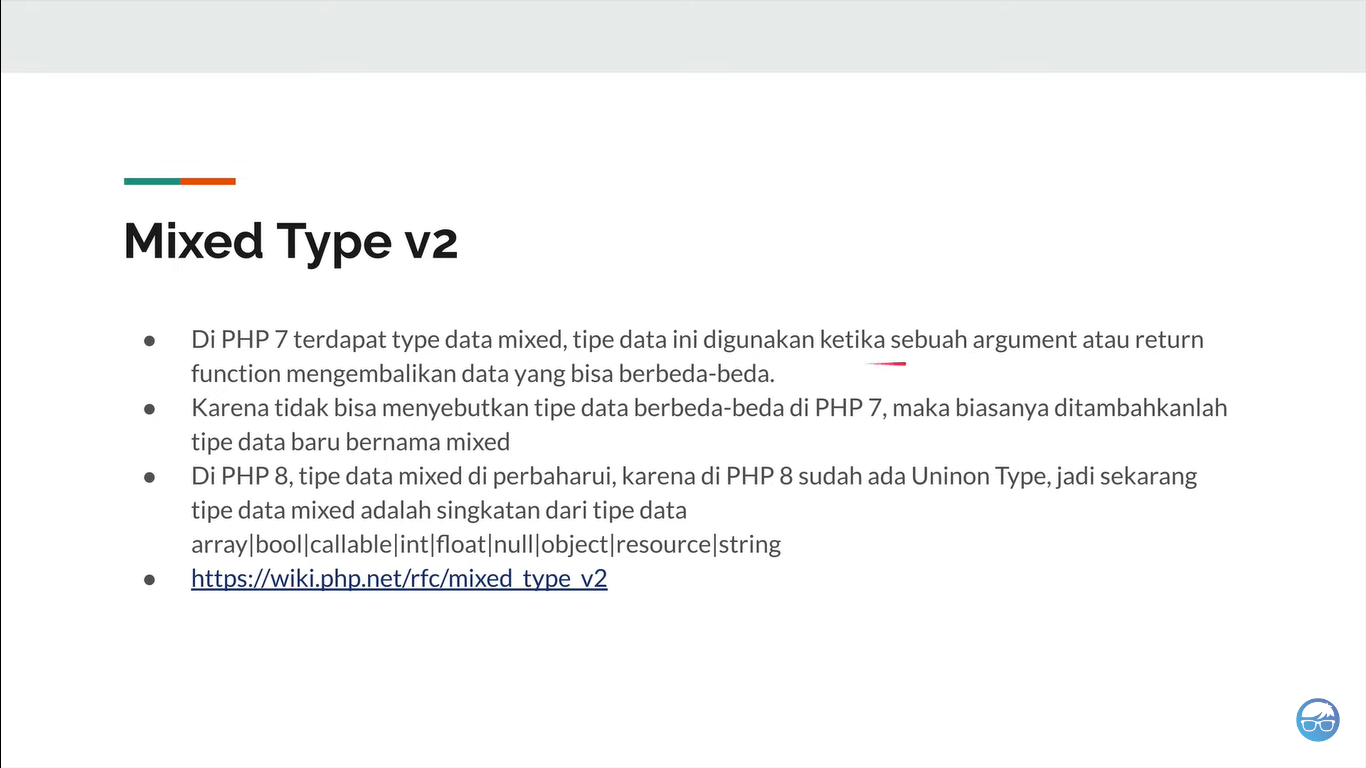 Mixed Type v2
● Di PHP 7 terdapat type data mixed, tipe data ini digunakan ketika sebuah argument atau return
function mengembalikan data yang bisa berbeda-beda.
● Karena tidak bisa menyebutkan tipe data berbeda-beda di PHP 7, maka biasanya ditambahkanlah
tipe data baru bernama mixed
● Di PHP 8, tipe data mixed di perbaharui, karena di PHP 8 sudah ada Uninon Type, jadi sekarang
tipe data mixed adalah singkatan dari tipe data
array|bool|callable|int|float|null|object|resource|string
● https://wiki.php.net/rfc/mixed_type_v2